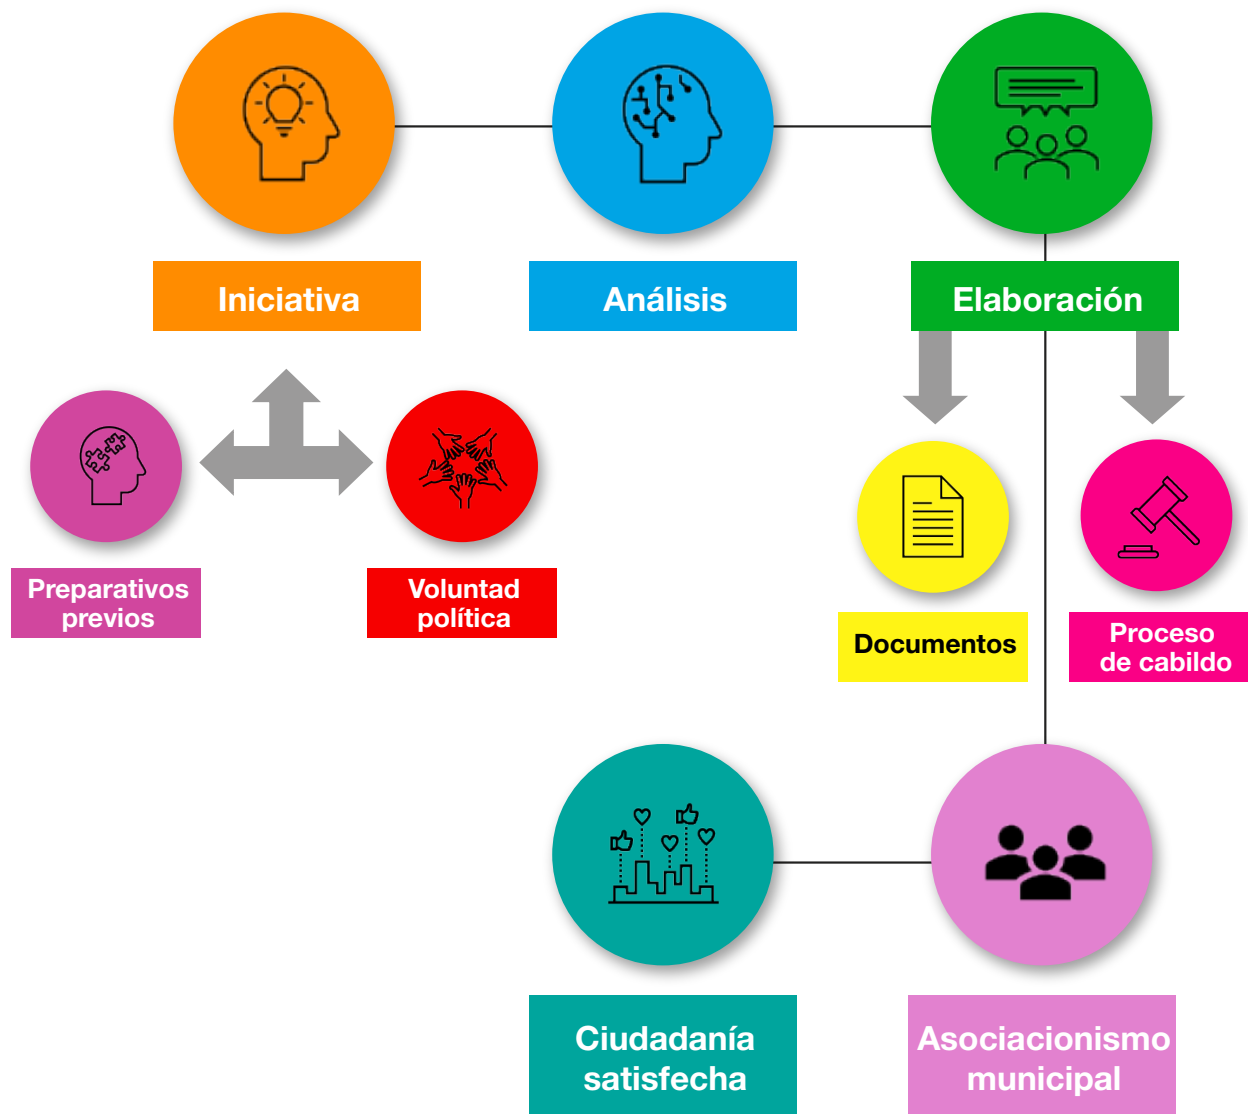 Iniciativa
Análisis
Elaboración
Preparativos
previos
Voluntad
política
Documentos
Proceso
de cabildo
Ciudadanía
satisfecha
Asociacionismo
municipal